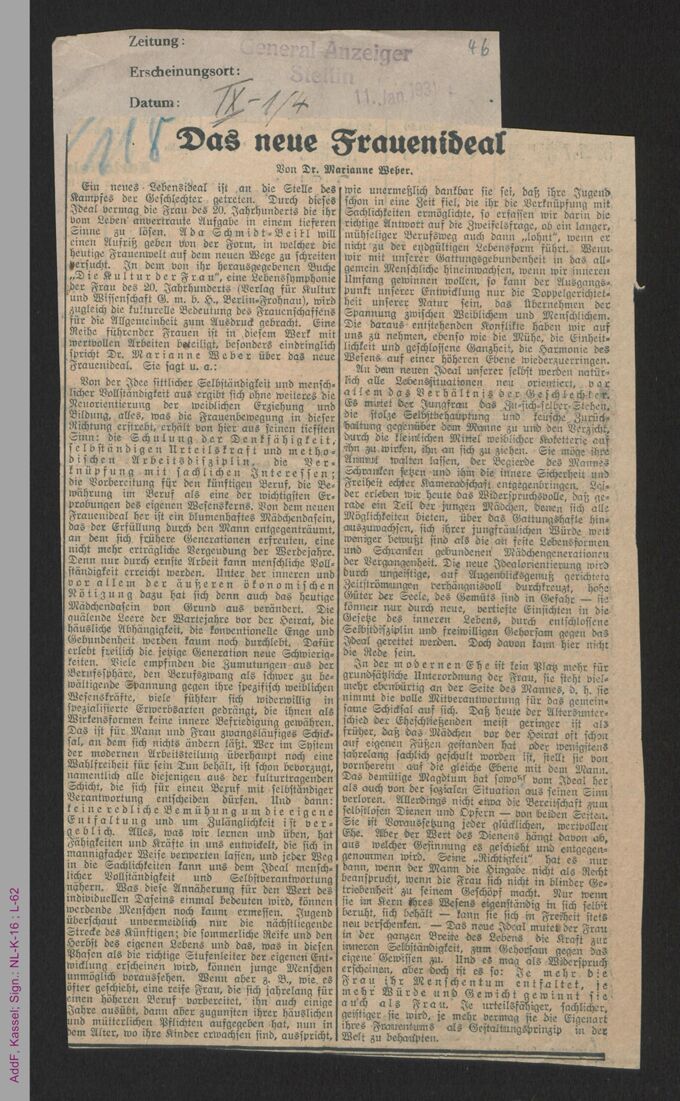 Zeitung:
General-Anzeiger
46
Erscheinungsort:
Stettin
Datum:
IX-1/4
11. Jan. 1931
118
Das neue Frauenideal
Von Dr. Marianne Weber.
Ein neues Lebensideal ist an die Stelle des
Kampfes der Geschlechter getreten. Durch dieses
Ideal vermag die Frau des 20. Jahrhunderts die ihr
vom Leben anvertraute Aufgabe in einem tieferen
Sinne zu lösen. Ada Schmidt-Beitl will
einen Aufriß geben von der Form, in welcher die
heutige Frauenwelt auf dem neuen Wege zu schreiten
versucht. In dem von ihr herausgegebenen Buche
„Die Kultur der Frau“, eine Lebenssymphonie
der Frau des 20. Jahrhunderts (Verlag für Kultur
und Wissenschaft G. m. b. H., Berlin-Frohnau), wird
zugleich die kulturelle Bedeutung des Frauenschaffens
für die Allgemeinheit zum Ausdruck gebracht. Eine
Reihe führender Frauen ist in diesem Werk mit
wertvollen Arbeiten beteiligt, besonders eindringlich
spricht Dr. Marianne Weber über das neue
Frauenideal. Sie sagt u. a.:
Von der Idee sittlicher Selbständigkeit und mensch-
licher Vollständigkeit aus ergibt sich ohne weiteres die
Neuorientierung der weiblichen Erziehung und
Bildung, alles, was die Frauenbewegung in dieser
Richtung erstrebt, erhält von hier aus seinen tiefsten
Sinn: die Schulung der Denkfähigkeit,
selbständigen Urteilskraft und metho-
dischen Arbeitsdisziplin, die Ver-
knüpfung mit sachlichen Interessen;
die Vorbereitung für den künftigen Beruf, die Be-
währung im Beruf als eine der wichtigsten Er-
probungen des eigenen Wesenskerns. Von dem neuen
Frauenideal her ist ein blumenhaftes Mädchendasein,
das der Erfüllung durch den Mann entgegenträumt,
an dem sich frühere Generationen erfreuten, eine
nicht mehr erträgliche Vergeudung der Werdejahre.
Denn nur durch ernste Arbeit kann menschliche Voll-
ständigkeit erreicht werden. Unter der inneren und
vor allem der äußeren ökonomischen
Nötigung dazu hat sich denn auch das heutige
Mädchendasein von Grund aus verändert. Die
quälende Leere der Wartejahre vor der Heirat, die
häusliche Abhängigkeit, die konventionelle Enge und
Gebundenheit werden kaum noch durchlebt. Dafür
erlebt freilich die jetzige Generation neue Schwierig-
keiten. Viele empfinden die Zumutungen aus der
Berufssphäre, den Berufszwang als schwer zu be-
wältigende Spannung gegen ihre spezifisch weiblichen
Wesenskräfte, viele fühlen sich widerwillig in
spezialisierte Erwerbsarten gedrängt, die ihnen als
Wirkensformen keine innere Befriedigung gewähren.
Das ist für Mann und Frau zwangsläufiges Schick-
sal, an dem sich nichts ändern läßt. Wer im System
der modernen Arbeitsteilung überhaupt noch eine
Wahlfreiheit für sein Tun behält, ist schon bevorzugt,
namentlich alle diejenigen aus der kulturtragenden
Schicht, die sich für einen Beruf mit selbständiger
Verantwortung entscheiden dürfen. Und dann:
keine redliche Bemühung um die eigene
Entfaltung und um Zulänglichkeit ist ver-
geblich. Alles, was wir lernen und üben, hat
Fähigkeiten und Kräfte in uns entwickelt, die sich in
mannigfacher Weise verwerten lassen, und jeder Weg
in die Sachlichkeiten kann uns dem Ideal mensch-
licher Vollständigkeit und Selbstverantwortung
nähern. Was diese Annäherung für den Wert des
individuellen Daseins einmal bedeuten wird, können
werdende Menschen noch kaum ermessen. Jugend
überschaut unvermeidlich nur die nächstliegende
Strecke des Künftigen; die sommerliche Reife und den
Herbst des eigenen Lebens und das, was in diesen
Phasen als die richtige Stufenleiter der eigenen Ent-
wicklung erscheinen wird, können junge Menschen
unmöglich voraussehen. Wenn aber z. B., wie es
öfter geschieht, eine reife Frau, die sich jahrelang für
einen höheren Beruf vorbereitet, ihn auch einige
Jahre ausübt, dann aber zugunsten ihrer häuslichen
und mütterlichen Pflichten aufgegeben hat, nun in
dem Alter, wo ihre Kinder erwachsen sind, ausspricht,
wie unermeßlich dankbar sie sei, daß ihre Jugend
schon in eine Zeit fiel, die ihr die Verknüpfung mit
Sachlichkeiten ermöglichte, so erfassen wir darin die
richtige Antwort auf die Zweifelsfrage, ob ein langer,
mühseliger Berufsweg auch dann „lohnt“, wenn er
nicht zu der endgültigen Lebensform führt. Wenn
wir mit unserer Gattungsgebundenheit in das all-
gemein Menschliche hineinwachsen, wenn wir inneren
Umfang gewinnen wollen, so kann der Ausgangs-
punkt unserer Entwicklung nur die Doppelgerichtet-
heit unserer Natur sein, das Übernehmen der
Spannung zwischen Weiblichem und Menschlichem.
Die daraus entstehenden Konflikte haben wir auf
uns zu nehmen, ebenso wie die Mühe, die Einheit-
lichkeit und geschlossene Ganzheit, die Harmonie des
Wesens auf einer höheren Ebene wiederzuerringen.
An dem neuen Ideal unserer selbst werden natür-
lich alle Lebenssituationen neu orientiert, vor
allem das Verhältnis der Geschlechter.
Es mutet der Jungfrau das Zu-sich-selber-Stehen,
die stolze Selbstbehauptung und keusche Zurück-
haltung gegenüber dem Manne zu und den Verzicht,
durch die kleinlichen Mittel weiblicher Koketterie auf
ihn zu wirken, ihn an sich zu ziehen. Sie möge ihre
Anmut walten lassen, der Begierde des Mannes
Schranken setzen und ihm die innere Sicherheit und
Freiheit echter Kameradschaft entgegenbringen. Lei-
der erleben wir heute das Widerspruchsvolle, daß ge-
rade ein Teil der jungen Mädchen, denen sich alle
Möglichkeiten bieten, über das Gattungshafte hin-
auszuwachsen, sich ihrer jungfräulichen Würde weit
weniger bewußt sind als die an feste Lebensformen
und Schranken gebundenen Mädchengenerationen
der Vergangenheit. Die neue Idealorientierung wird
durch ungeistige, auf Augenblicksgenuß gerichtete
Zeitströmungen verhängnisvoll durchkreuzt, hohe
Güter der Seele, des Gemüts sind in Gefahr — sie
können nur durch neue, vertiefte Einsichten in die
Gesetze des inneren Lebens, durch entschlossene
Selbstdisziplin und freiwilligen Gehorsam gegen das
Ideal gerettet werden. Doch davon kann hier nicht
die Rede sein.
In der modernen Ehe ist kein Platz mehr für
grundsätzliche Unterordnung der Frau, sie steht viel-
mehr ebenbürtig an der Seite des Mannes, d. h. sie
nimmt die volle Mitverantwortung für das gemein-
same Schicksal auf sich. Daß heute der Altersunter-
schied der Eheschließenden meist geringer ist als
früher, daß das Mädchen vor der Heirat oft schon
auf eigenen Füßen gestanden hat oder wenigstens
jahrelang sachlich geschult worden ist, stellt sie von
vornherein auf die gleiche Ebene mit dem Mann.
Das demütige Magdtum hat sowohl vom Ideal her
als auch von der sozialen Situation aus seinen Sinn
verloren. Allerdings nicht etwa die Bereitschaft zum
selbstlosen Dienen und Opfern — von beiden Seiten.
Sie ist Voraussetzung jeder glücklichen, wertvollen
Ehe. Aber der Wert des Dienens hängt davon ab,
aus welcher Gesinnung es geschieht und entgegen-
genommen wird. Seine „Richtigkeit“ hat es nur
dann, wenn der Mann die Hingabe nicht als Recht
beansprucht, wenn die Frau sich nicht in blinder Ge-
triebenheit zu seinem Geschöpf macht. Nur wenn
sie im Kern ihres Wesens eigenständig in sich selbst
beruht, sich behält — kann sie sich in Freiheit stets
neu verschenken. — Das neue Ideal mutet der Frau
in der ganzen Breite des Lebens die Kraft zur
inneren Selbständigkeit, zum Gehorsam gegen das
eigene Gewissen zu. Und es mag als Widerspruch
erscheinen, aber doch ist es so: Je mehr die
Frau ihr Menschentum entfaltet, je
mehr Würde und Gewicht gewinnt sie
auch als Frau. Je urteilsfähiger, sachlicher,
geistiger sie wird, je mehr vermag sie die Eigenart
ihres Frauentums als Gestaltungsprinzip in der
Welt zu behaupten.
AddF, Kassel; Sign.: NL-K-16 ; L-62